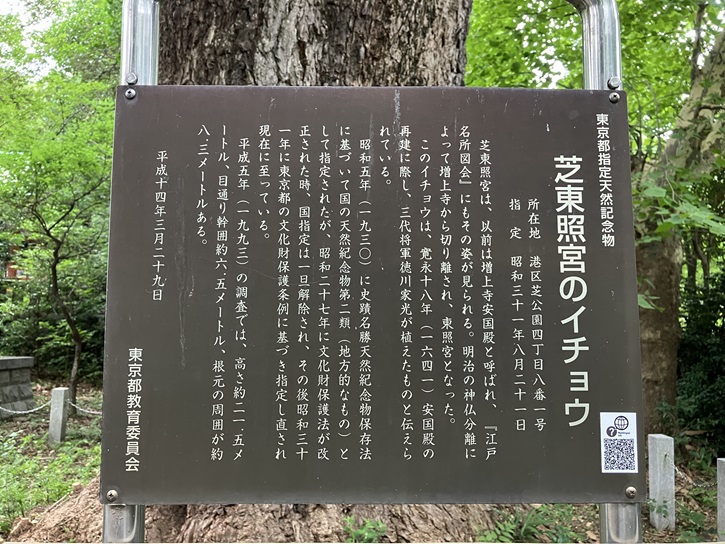 東京都指定天然記念物
芝東照宮のイチョウ
所在地　港区芝公園四丁目八番一号
指　定　昭和三十一年八月二十一日
芝東照宮は、以前は増上寺安国殿と呼ばれ、『江戸
名所図会』にもその姿が見られる。明治の神仏分離に
よって増上寺から切り離され、東照宮となった。
このイチョウは、寛永十八年（一六四一）安国殿の
再建に際し、三代将軍徳川家光が植えたものと伝えら
れている。
昭和五年（一九三〇）に史蹟名勝天然紀念物保存法
に基づいて国の天然紀念物第二類（地方的なもの）と
して指定されたが、昭和二十七年に文化財保護法が改
正された時、国指定は一旦解除され、その後昭和三十
一年に東京都の文化財保護条例に基づき指定し直され
現在に至っている。
平成五年（一九九三）の調査では、高さ約二一．五メ
ートル、目通り幹囲約六．五メートル、根元の周囲が約
八．三メートルある。
平成十四年三月二十九日
東京都教育委員会